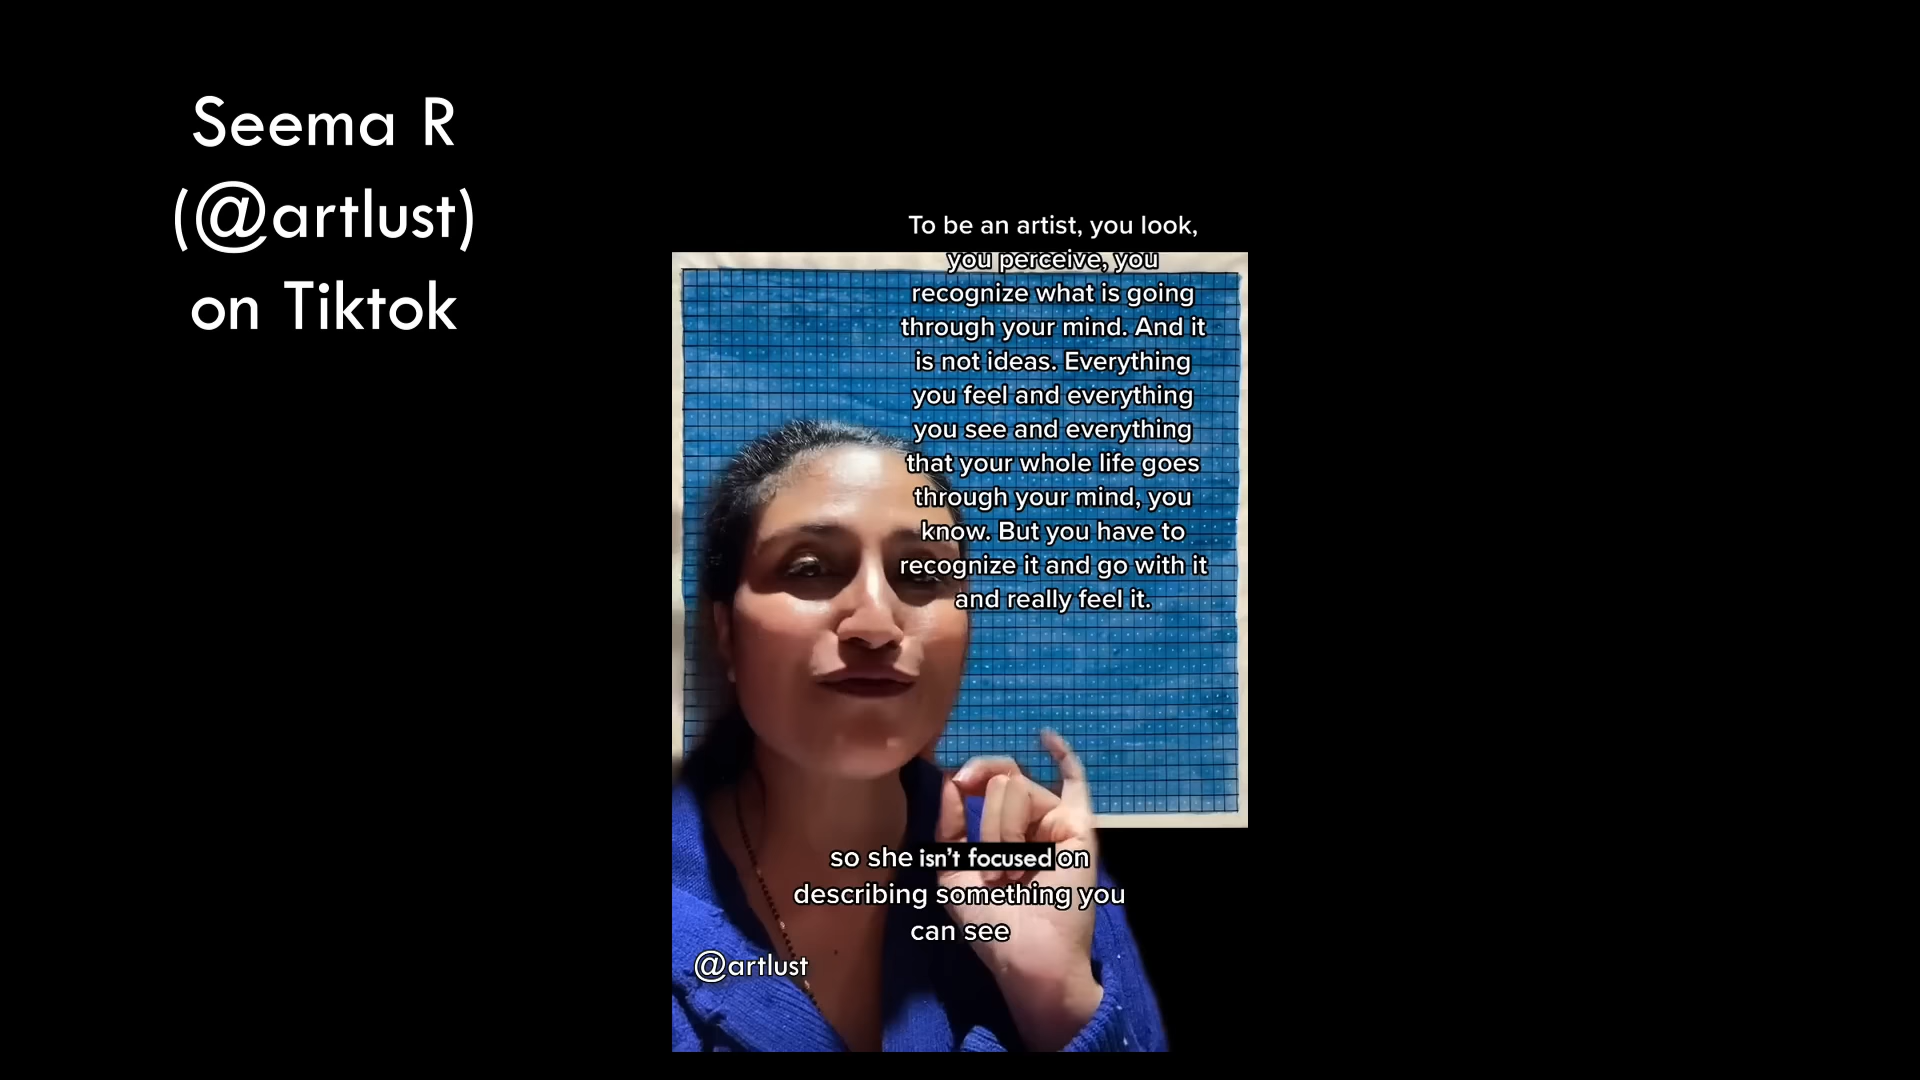 Seema R
(@artlust)
on Tiktok
To be an artist, you look,
you perceive, you
recognize what is going
through your mind. And it
is not ideas. Everything
you feel and everything
you see and everything
that your whole life goes
through your mind, you
know. But you have to
recognize it and go with it
and really feel it.
so she isn't focused on
describing something you
can see
@artlust